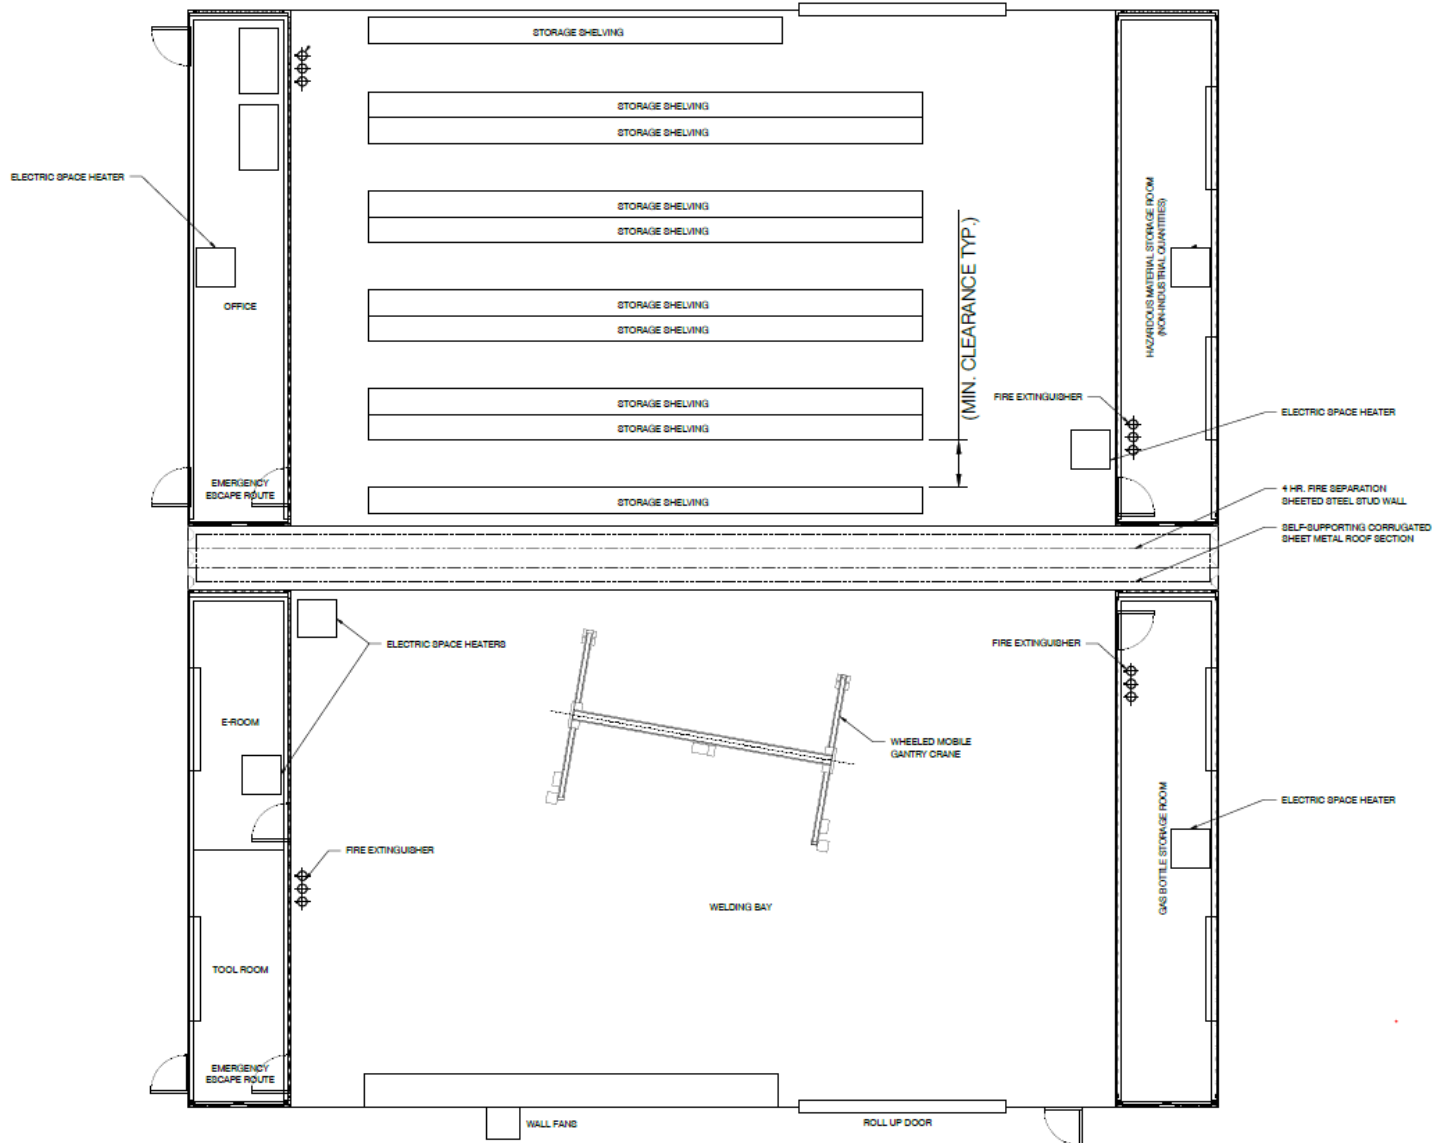 STORAGE SHELVING
STORAGE SHELVING
STORAGE SHELVING
ELECTRIC SPACE HEATER
STORAGE SHELVING
STORAGE SHELVING
HAZARDOUS MATERIAL STORAGE ROOM
(NON-INDUSTRIAL QUANTITIES)
(MIN. CLEARANCE TYP.)
OFFICE
STORAGE SHELVING
STORAGE SHELVING
STORAGE SHELVING
STORAGE SHELVING
FIRE EXTINGUISHER
ELECTRIC SPACE HEATER
EMERGENCY
ESCAPE ROUTE
STORAGE SHELVING
4 HR. FIRE SEPARATION
SHEETED STEEL STUD WALL
SELF-SUPPORTING CORRUGATED
SHEET METAL ROOF SECTION
ELECTRIC SPACE HEATERS
FIRE EXTINGUISHER
E-ROOM
WHEELED MOBILE
GANTRY CRANE
ELECTRIC SPACE HEATER
GAS BOTTLE STORAGE ROOM
FIRE EXTINGUISHER
WELDING BAY
TOOL ROOM
EMERGENCY
ESCAPE ROUTE
WALL FANS
ROLL UP DOOR